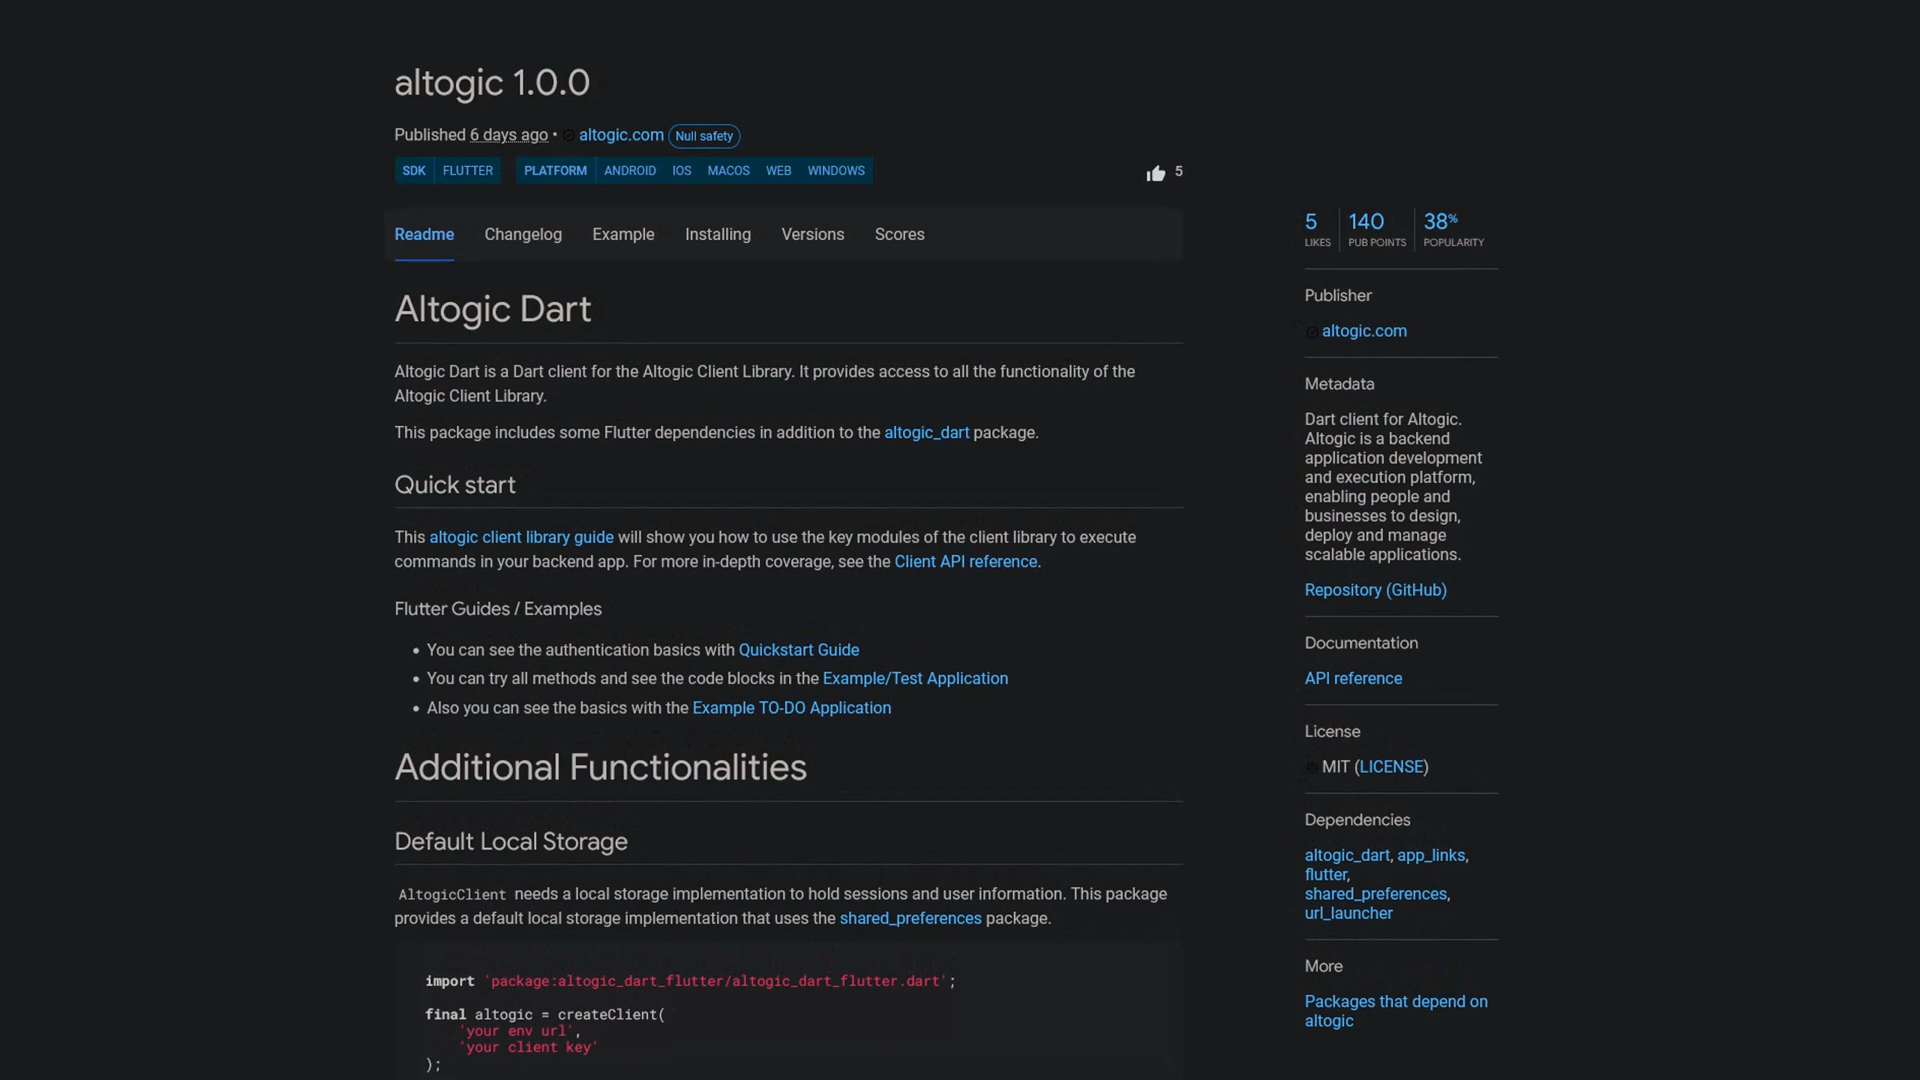 altogic 1.0.0
Published 6 days ago • altogic.com Null safety
SDK FLUTTER PLATFORM ANDROID IOS MACOS WEB WINDOWS
5
Readme Changelog Example Installing Versions Scores
Altogic Dart
Altogic Dart is a Dart client for the Altogic Client Library. It provides access to all the functionality of the
Altogic Client Library.
This package includes some Flutter dependencies in addition to the altogic_dart package.
Quick start
This altogic client library guide will show you how to use the key modules of the client library to execute
commands in your backend app. For more in-depth coverage, see the Client API reference.
Flutter Guides / Examples
• You can see the authentication basics with Quickstart Guide
• You can try all methods and see the code blocks in the Example/Test Application
• Also you can see the basics with the Example TO-DO Application
Additional Functionalities
Default Local Storage
AltogicClient needs a local storage implementation to hold sessions and user information. This package
provides a default local storage implementation that uses the shared_preferences package.
import 'package:altogic_dart_flutter/altogic_dart_flutter.dart';
final altogic = createClient(
'your env url',
'your client key'
);
5 140 38%
LIKES PUB POINTS POPULARITY
Publisher
altogic.com
Metadata
Dart client for Altogic.
Altogic is a backend
application development
and execution platform,
enabling people and
businesses to design,
deploy and manage
scalable applications.
Repository (GitHub)
Documentation
API reference
License
MIT (LICENSE)
Dependencies
altogic_dart, app_links,
flutter,
shared_preferences,
url_launcher
More
Packages that depend on
altogic